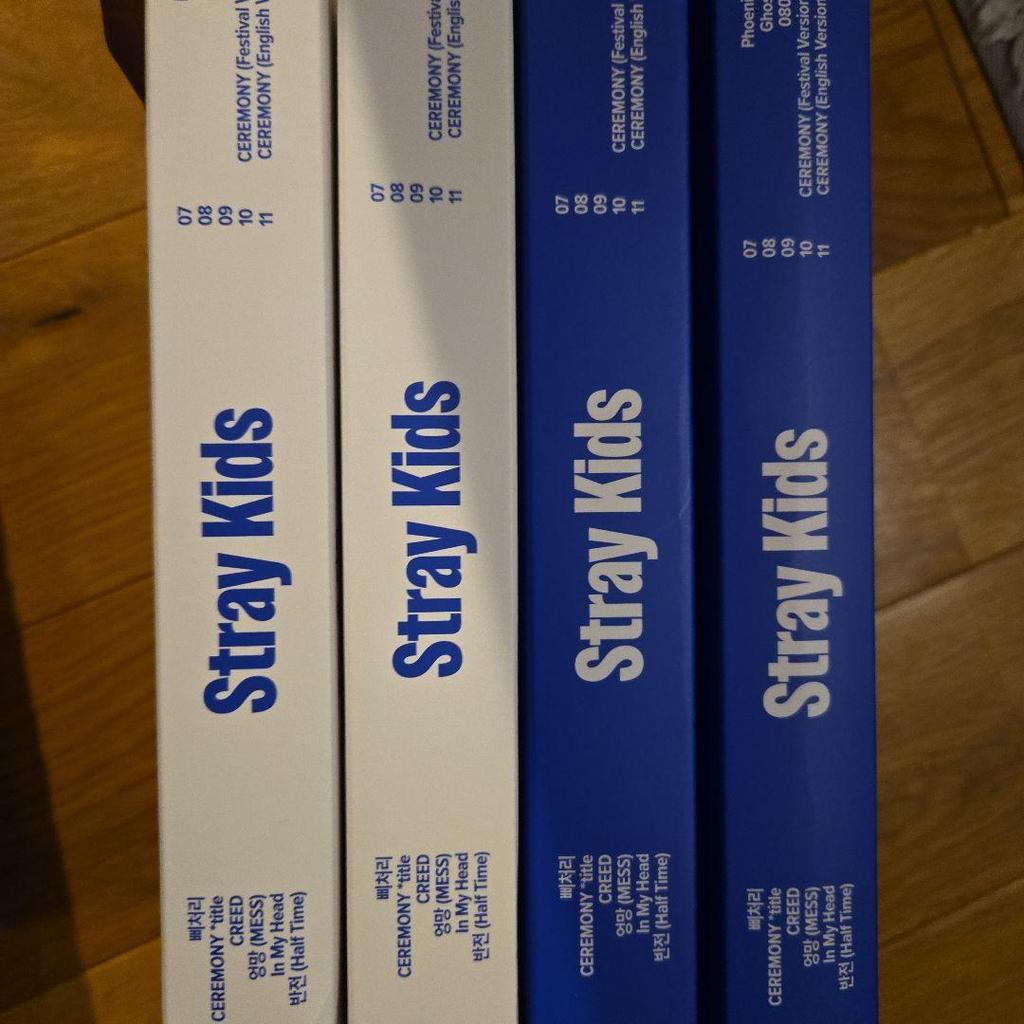 삐처리
CEREMONY *title
CREED
엉망 (MESS)
In My Head
반전 (Half Time)
Stray Kids
07
08
09
10
11
CEREMONY (Festival
CEREMONY (English
삐처리
CEREMONY *title
CREED
엉망 (MESS)
In My Head
반전 (Half Time)
Stray Kids
07
08
09
10
11
CEREMONY (Festiva
CEREMONY (English
삐처리
CEREMONY *title
CREED
엉망 (MESS)
In My Head
반전 (Half Time)
Stray Kids
07
08
09
10
11
CEREMONY (Festival
CEREMONY (English
삐처리
CEREMONY *title
CREED
엉망 (MESS)
In My Head
반전 (Half Time)
Stray Kids
07
08
09
10
11
Phoeni
Ghos
080
CEREMONY (Festival Version
CEREMONY (English Version